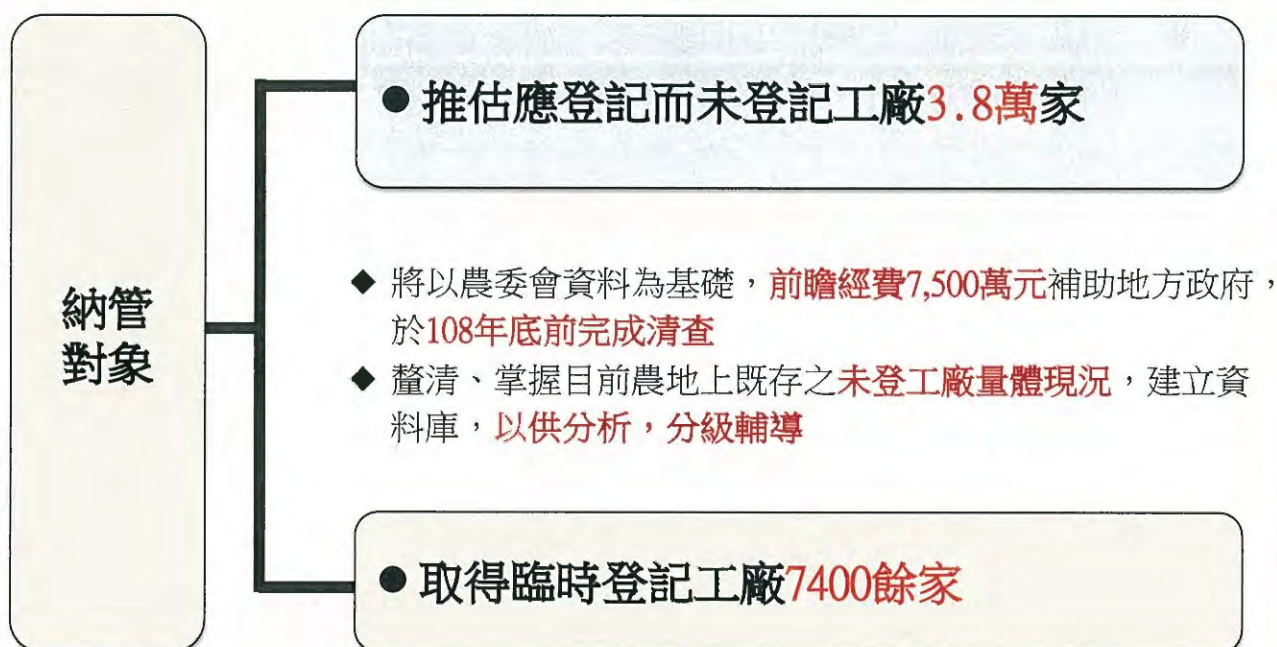 納管
對象
● 推估應登記而未登記工廠3.8萬家
◆ 將以農委會資料為基礎，前瞻經費7,500萬元補助地方政府，
於108年底前完成清查
◆ 釐清、掌握目前農地上既存之未登工廠量體現況，建立資
料庫，以供分析，分級輔導
● 取得臨時登記工廠7400餘家